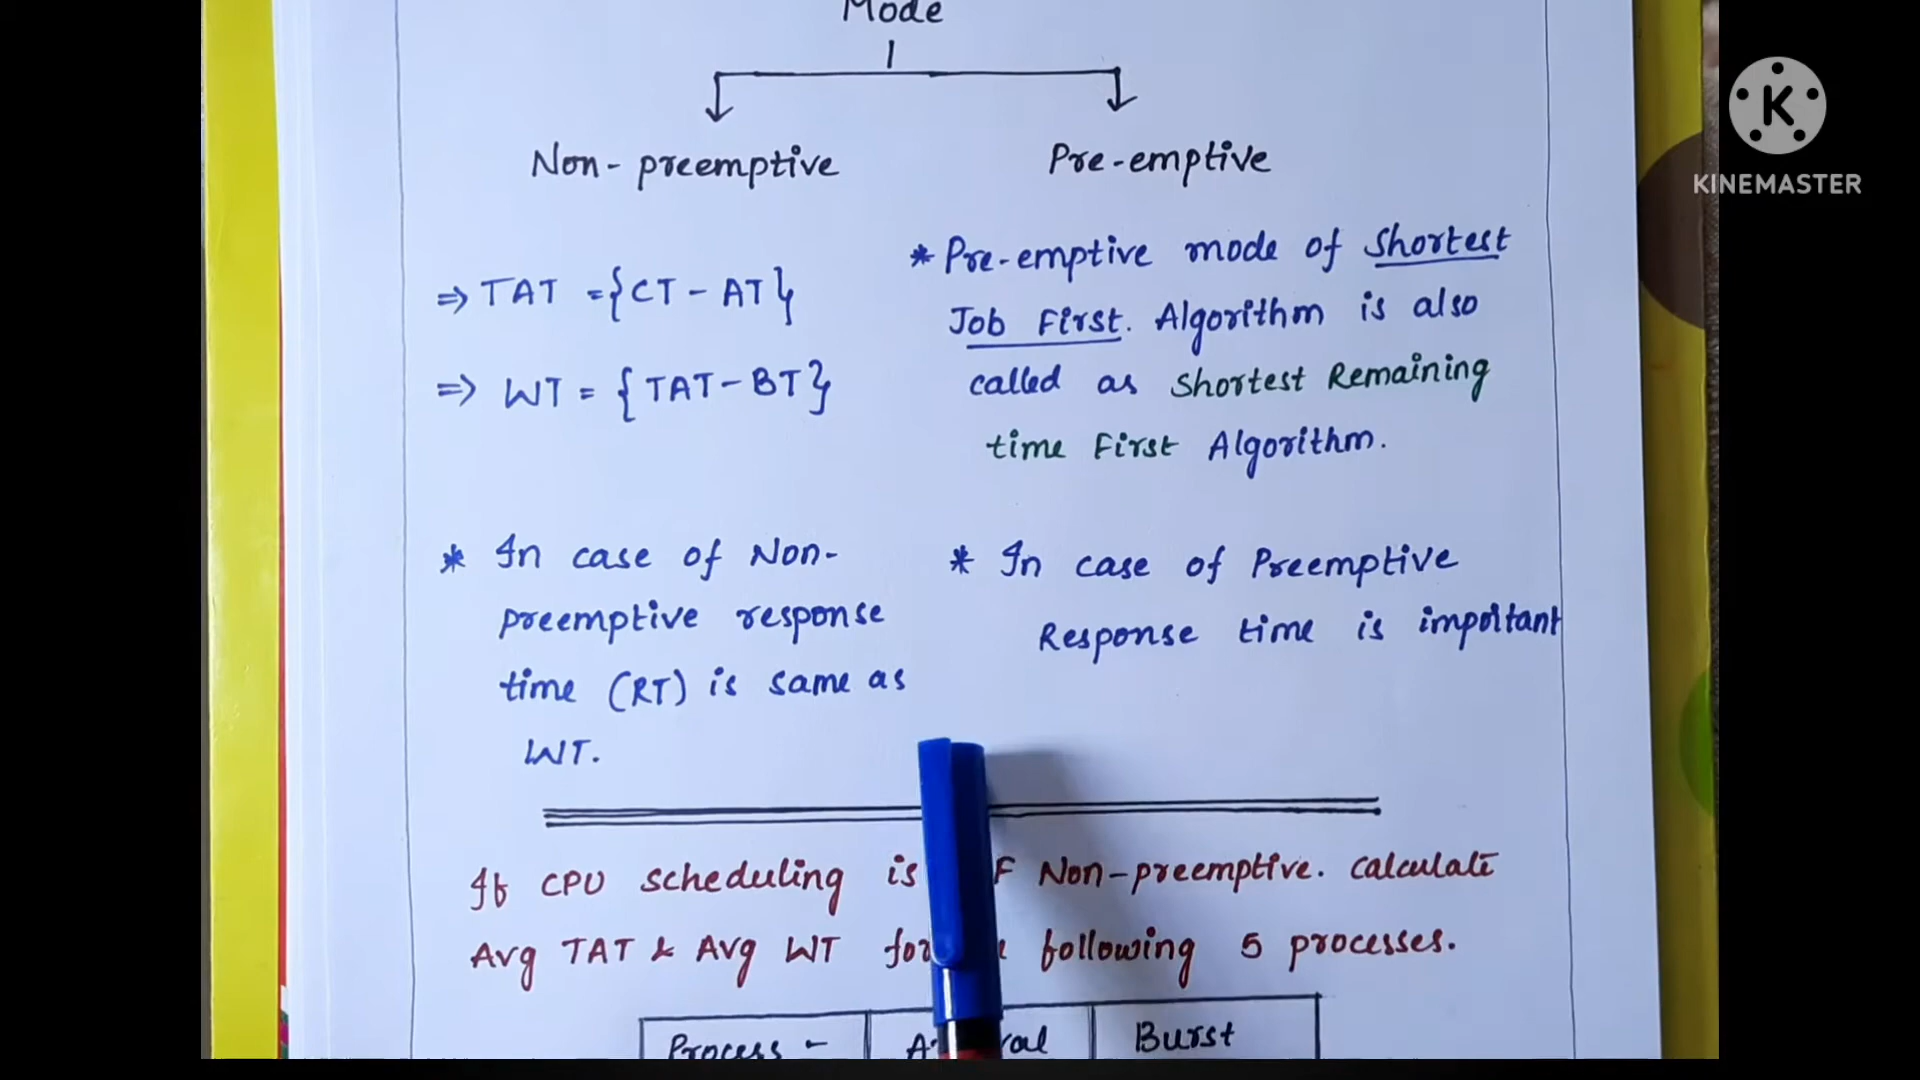 Mode
Non-preemptive
Pre-emptive
KINEMASTER
⇒ TAT = {CT - AT}
⇒ WT = {TAT - BT}
* Pre-emptive mode of Shortest
Job First. Algorithm is also
called as Shortest Remaining
time First Algorithm.
* In case of Non-
preemptive response
time (RT) is same as
WT.
* In case of Preemptive
Response time is important
If CPU scheduling is F Non-preemptive. Calculate
Avg TAT & Avg WT for following 5 processes.
Process - Burst